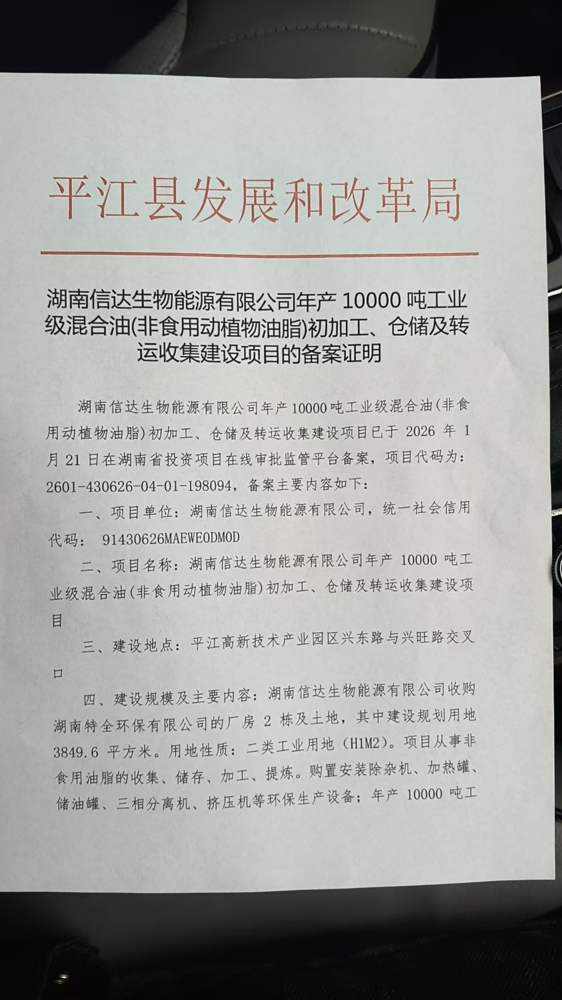 平江县发展和改革局
湖南信达生物能源有限公司年产10000吨工业
级混合油(非食用动植物油脂)初加工、仓储及转
运收集建设项目的备案证明
湖南信达生物能源有限公司年产10000吨工业级混合油(非食
用动植物油脂)初加工、仓储及转运收集建设项目已于 2026 年 1
月 21 日在湖南省投资项目在线审批监管平台备案，项目代码为：
2601-430626-04-01-198094，备案主要内容如下：
一、项目单位：湖南信达生物能源有限公司，统一社会信用
代码： 91430626MAEWE0DM0D
二、项目名称：湖南信达生物能源有限公司年产 10000 吨工
业级混合油(非食用动植物油脂)初加工、仓储及转运收集建设项
目
三、建设地点：平江高新技术产业园区兴东路与兴旺路交叉
口
四、建设规模及主要内容：湖南信达生物能源有限公司收购
湖南特全环保有限公司的厂房 2 栋及土地，其中建设规划用地
3849.6 平方米。用地性质：二类工业用地（H1M2）。项目从事非
食用油脂的收集、储存、加工、提炼。购置安装除杂机、加热罐、
储油罐、三相分离机、挤压机等环保生产设备；年产 10000 吨工